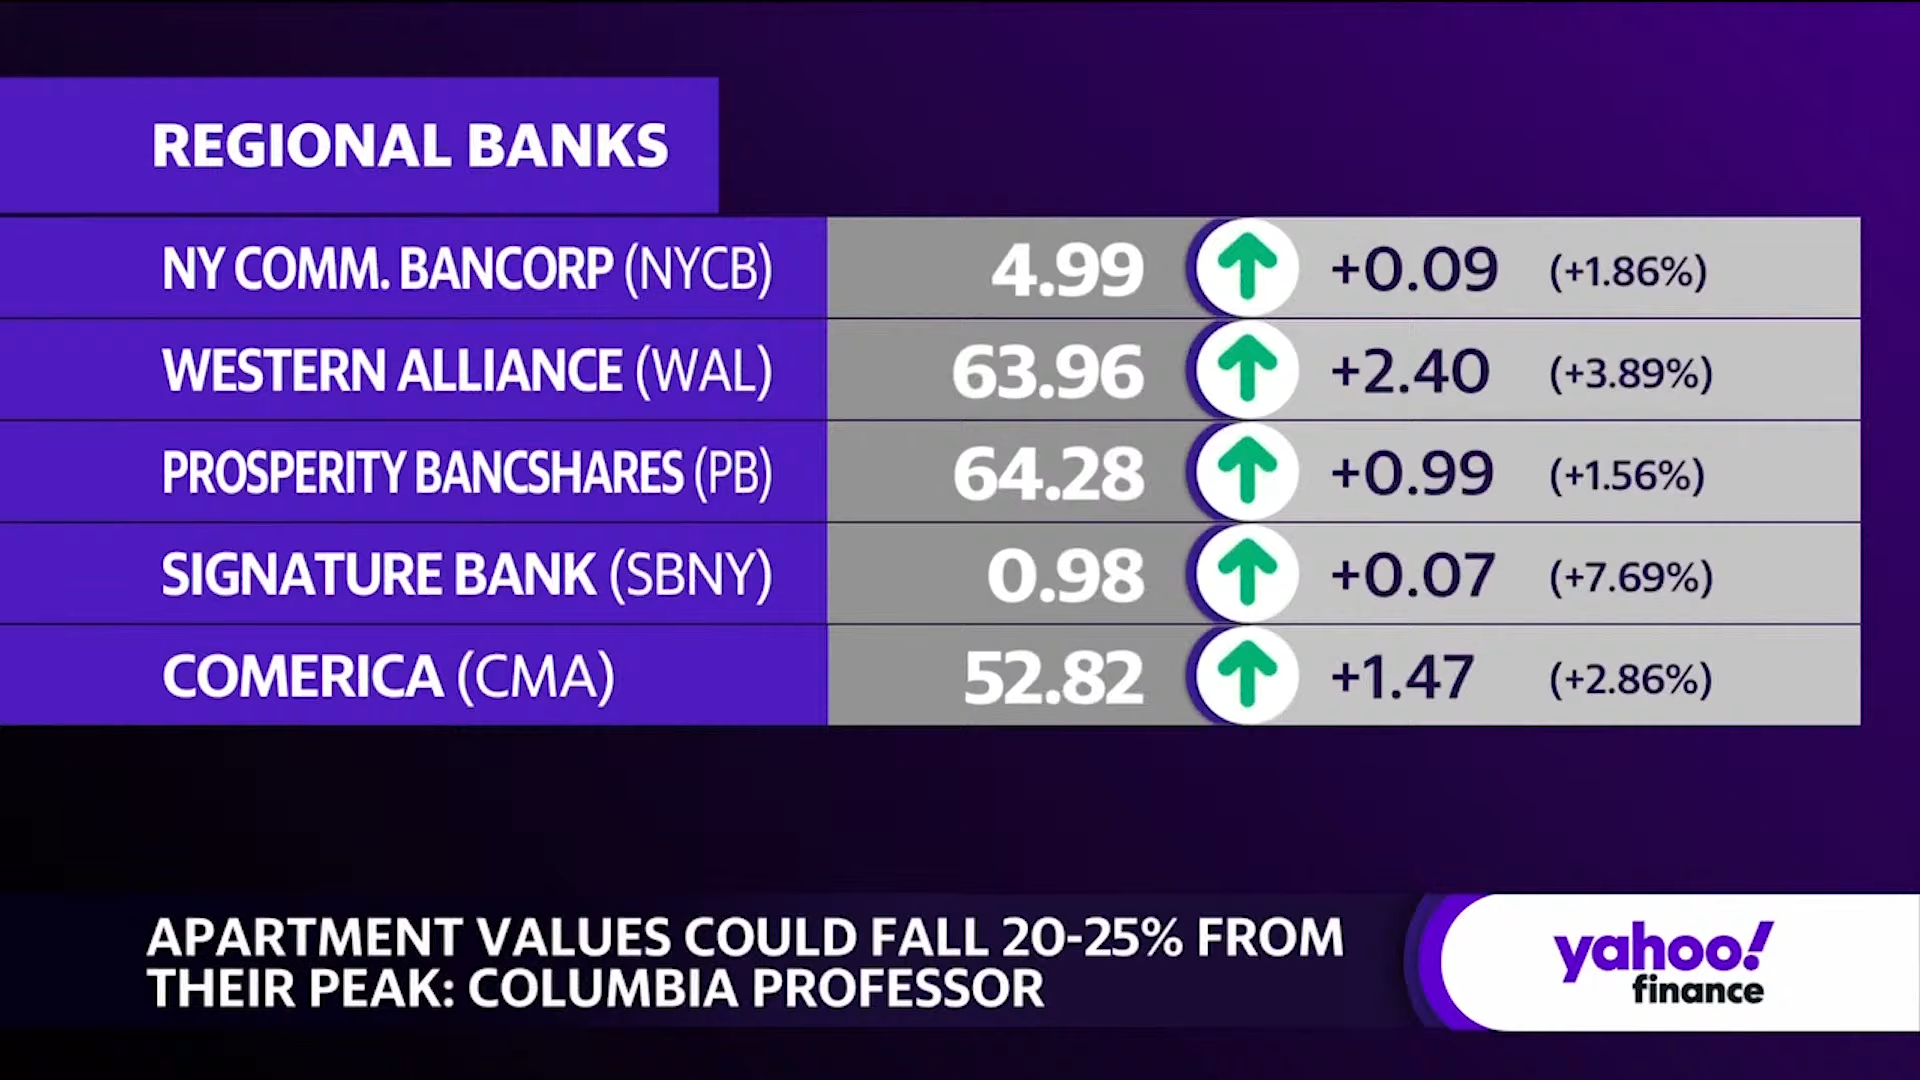 REGIONAL BANKS
NY COMM. BANCORP (NYCB) 4.99 +0.09 (+1.86%)
WESTERN ALLIANCE (WAL) 63.96 +2.40 (+3.89%)
PROSPERITY BANCSHARES (PB) 64.28 +0.99 (+1.56%)
SIGNATURE BANK (SBNY) 0.98 +0.07 (+7.69%)
COMERICA (CMA) 52.82 +1.47 (+2.86%)
APARTMENT VALUES COULD FALL 20-25% FROM
THEIR PEAK: COLUMBIA PROFESSOR
yahoo!
finance